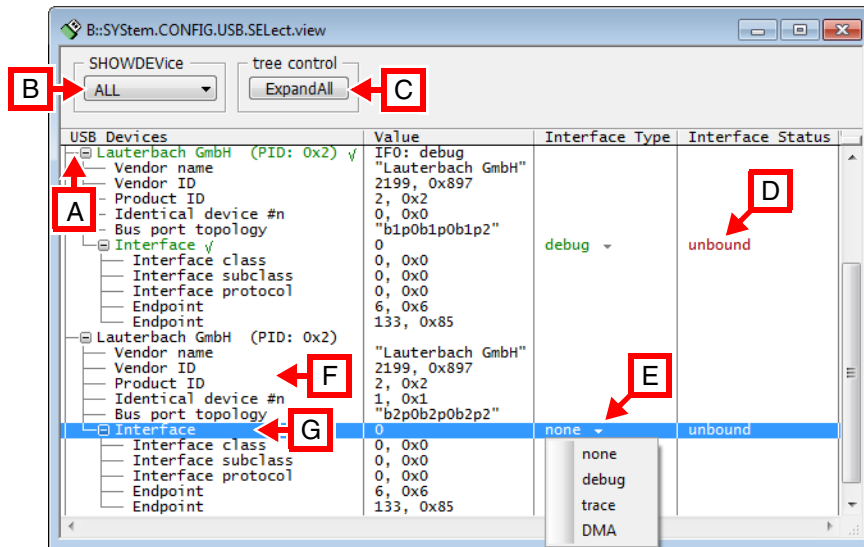 B::SYStem.CONFIG.USB.SELect.view
SHOWDEVice tree control
B ALL ExpandAll C
USB Devices Value Interface Type Interface Status
Lauterbach GmbH (PID: 0x2) √ IF0: debug
Vendor name "Lauterbach GmbH"
Vendor ID 2199, 0x897
Product ID 2, 0x2
A
D
Identical device #n 0, 0x0
Bus port topology "b1p0b1p0b1p2"
Interface √ 0 debug unbound
Interface class 0, 0x0
Interface subclass 0, 0x0
Interface protocol 0, 0x0
Endpoint 6, 0x6
Endpoint 133, 0x85
Lauterbach GmbH (PID: 0x2)
Vendor name "Lauterbach GmbH"
Vendor ID 2199, 0x897
F
E
Product ID 2, 0x2
Identical device #n 1, 0x1
Bus port topology "b2p0b2p0b2p2"
Interface G 0 none unbound
Interface class 0, 0x0 none
Interface subclass 0, 0x0 debug
Interface protocol 0, 0x0
Endpoint 6, 0x6 trace
Endpoint 133, 0x85
DMA